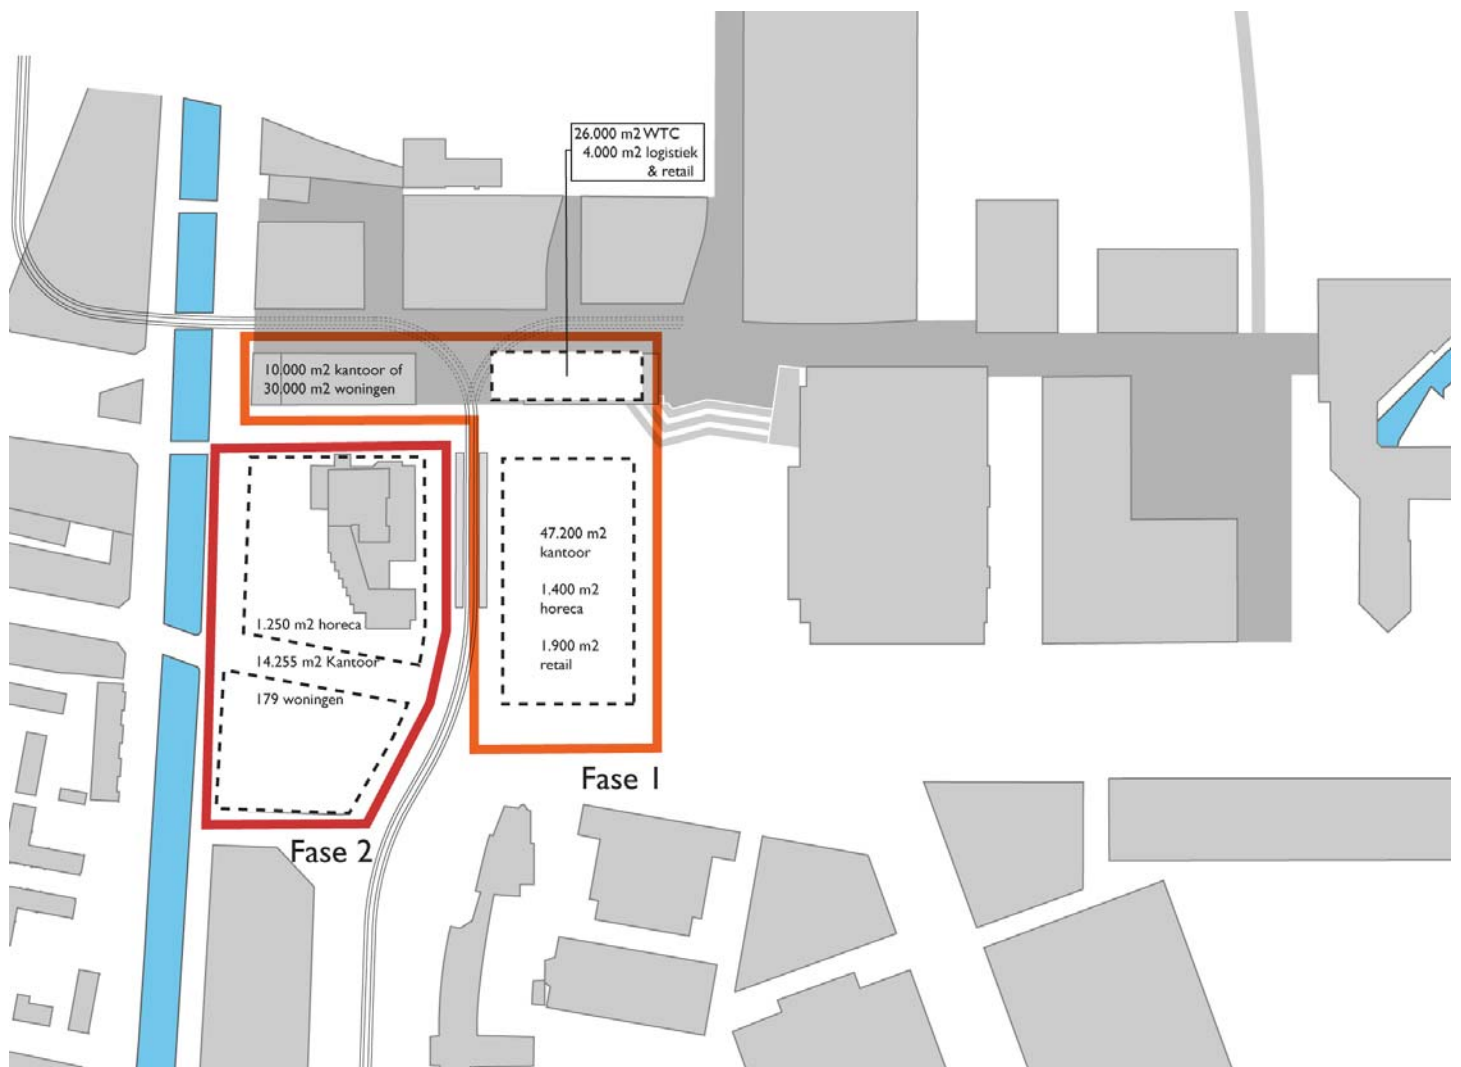 26.000 m2 WTC
4.000 m2 logistiek
& retail
10.000 m2 kantoor of
30.000 m2 woningen
47.200 m2
kantoor
1.400 m2
horeca
1.900 m2
retail
1.250 m2 horeca
14.255 m2 Kantoor
179 woningen
Fase 1
Fase 2